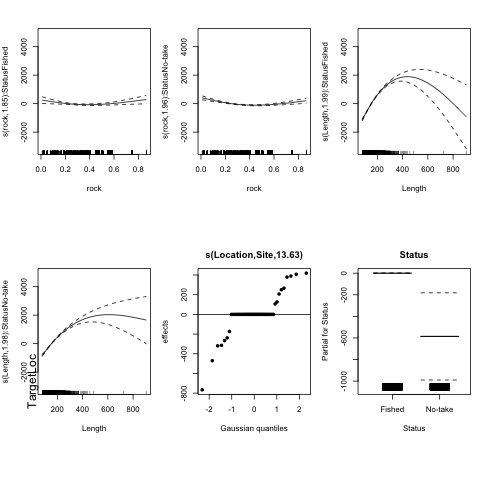 s(rock,1.85):StatusFished
-2000 0 2000 4000
0.0 0.2 0.4 0.6 0.8
rock
s(rock,1.96):StatusNo-take
-2000 0 2000 4000
0.0 0.2 0.4 0.6 0.8
rock
s(Length,1.99):StatusFished
-2000 0 2000 4000
200 400 600 800
Length
s(Length,1.98):StatusNo-take
-2000 0 2000 4000
200 400 600 800
Length
TargetLoc
s(Location,Site,13.63)
effects
-800 -400 0 200
-2 -1 0 1 2
Gaussian quantiles
Status
Partial for Status
-1000 -600 -200 0
Fished No-take
Status